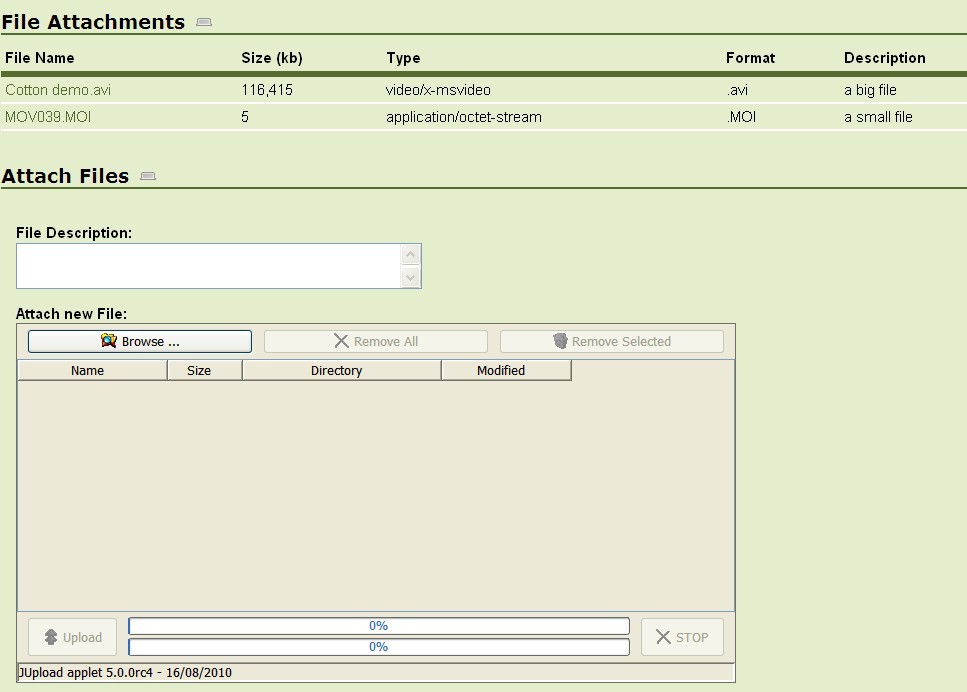 File Attachments
File Name Size (kb) Type Format Description
Cotton demo.avi 116,415 video/x-msvideo .avi a big file
MOV039.MOI 5 application/octet-stream .MOI a small file
Attach Files
File Description:
Attach new File:
Browse ... Remove All Remove Selected
Name Size Directory Modified
0%
Upload STOP
0%
JUpload applet 5.0.0rc4 - 16/08/2010